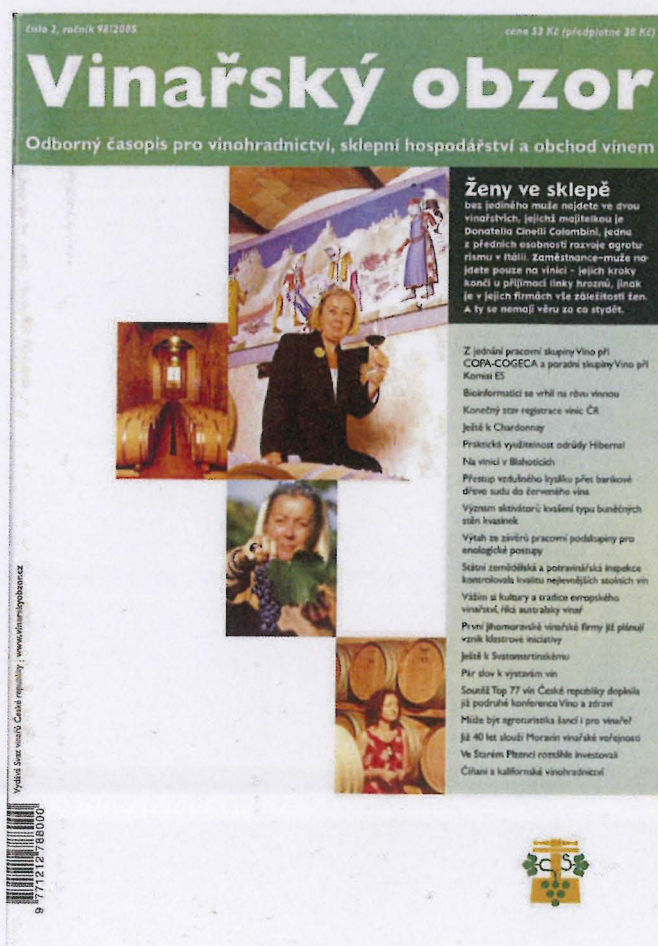 číslo 2, ročník 98/2005
cena 52 Kč (předplatné 38 Kč)
Vinařský obzor
Odborný časopis pro vinohradnictví, sklepní hospodářství a obchod vínem
Ženy ve sklepě
bez jediného muže najdete ve dvou
vinařstvích, jejichž majitelkou je
Donatella Cinelli Colombini, jedna
z předních osobností rozvoje agrotu-
rismu v Itálii. Zaměstnance-muže na-
jdete pouze na vinici – jejich kroky
končí u přijímací linky hroznů, jinak
je v jejich firmách vše záležitostí žen.
A ty se nemají věru za co stydět.
Z jednání pracovní skupiny Víno při
COPA-COGECA a poradní skupiny Víno při
Komisi ES
Bioinformatici se vrhli na révu vinnou
Konečný stav registrace vinic ČR
Ještě k Chardonnay
Praktická využitelnost odrůdy Hibernal
Na vinici v Blahoticích
Přestup vzdušného kyslíku přes barikové
dřevo sudu do červeného vína
Význam aktivátorů kvašení typu buněčných
stěn kvasinek
Výtah ze závěrů pracovní podskupiny pro
enologické postupy
Státní zemědělská a potravinářská inspekce
kontrolovala kvalitu nejlevnějších stolních vín
Vážím si kultury a tradice evropského
vinařství, říká australský vinař
První jihomoravské vinařské firmy již plánují
vznik klastrové iniciativy
Ještě k Svatomartinskému
Pár slov k výstavám vín
Soutěž Top 77 vín České republiky doplnila
již podruhé konference Víno a zdraví
Může být agroturistika šancí i pro vinaře?
Již 40 let slouží Moravín vinařské veřejnosti
Ve Starém Plzenci rozsáhle investovali
Číňani a kalifornské vinohradnictví
Vydává Svaz vinařů České republiky ; www.vinarskyobzor.cz
9 771212 788000
CS